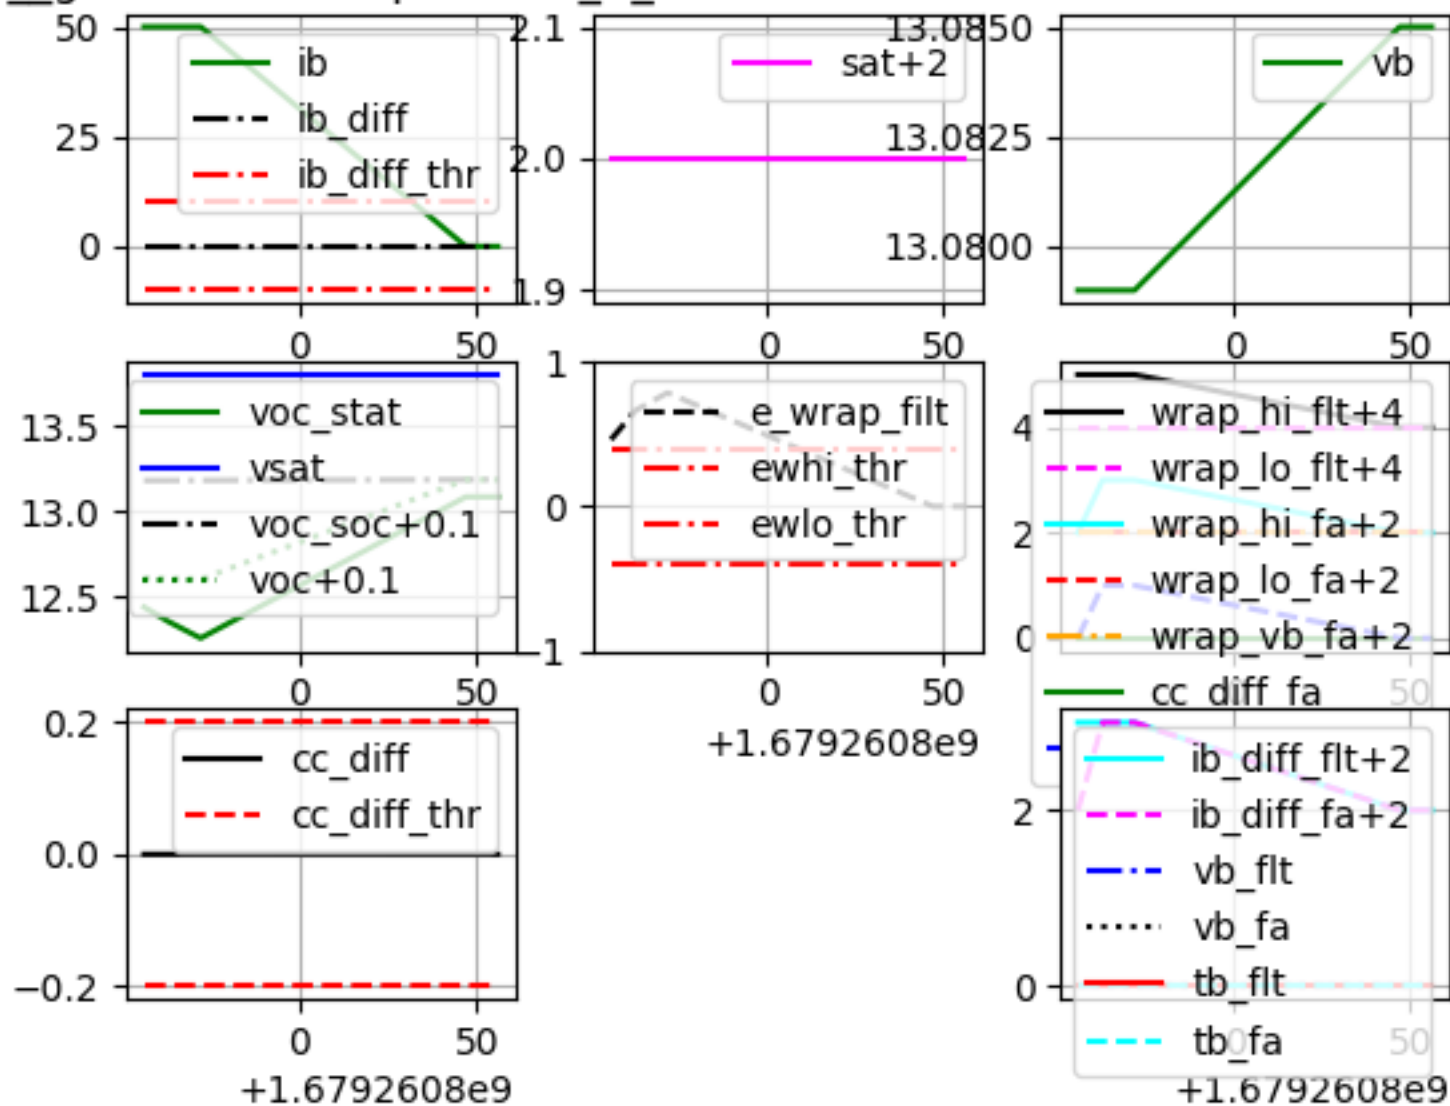 50
25
0
ib
ib_diff
ib_diff_thr
0 50
2.1
2.0
1.9
sat+2
0 50
13.0850
13.0825
13.0800
vb
0 50
13.5
13.0
12.5
voc_stat
vsat
voc_soc+0.1
voc+0.1
0 50
1
0
−1
e_wrap_filt
ewhi_thr
ewlo_thr
0 50
+1.6792608e9
4
2
0
wrap_hi_flt+4
wrap_lo_flt+4
wrap_hi_fa+2
wrap_lo_fa+2
wrap_vb_fa+2
cc_diff_fa
50
0.2
0.0
−0.2
cc_diff
cc_diff_thr
0 50
+1.6792608e9
2
0
ib_diff_flt+2
ib_diff_fa+2
vb_flt
vb_fa
tb_flt
tb_fa
0 50
+1.6792608e9